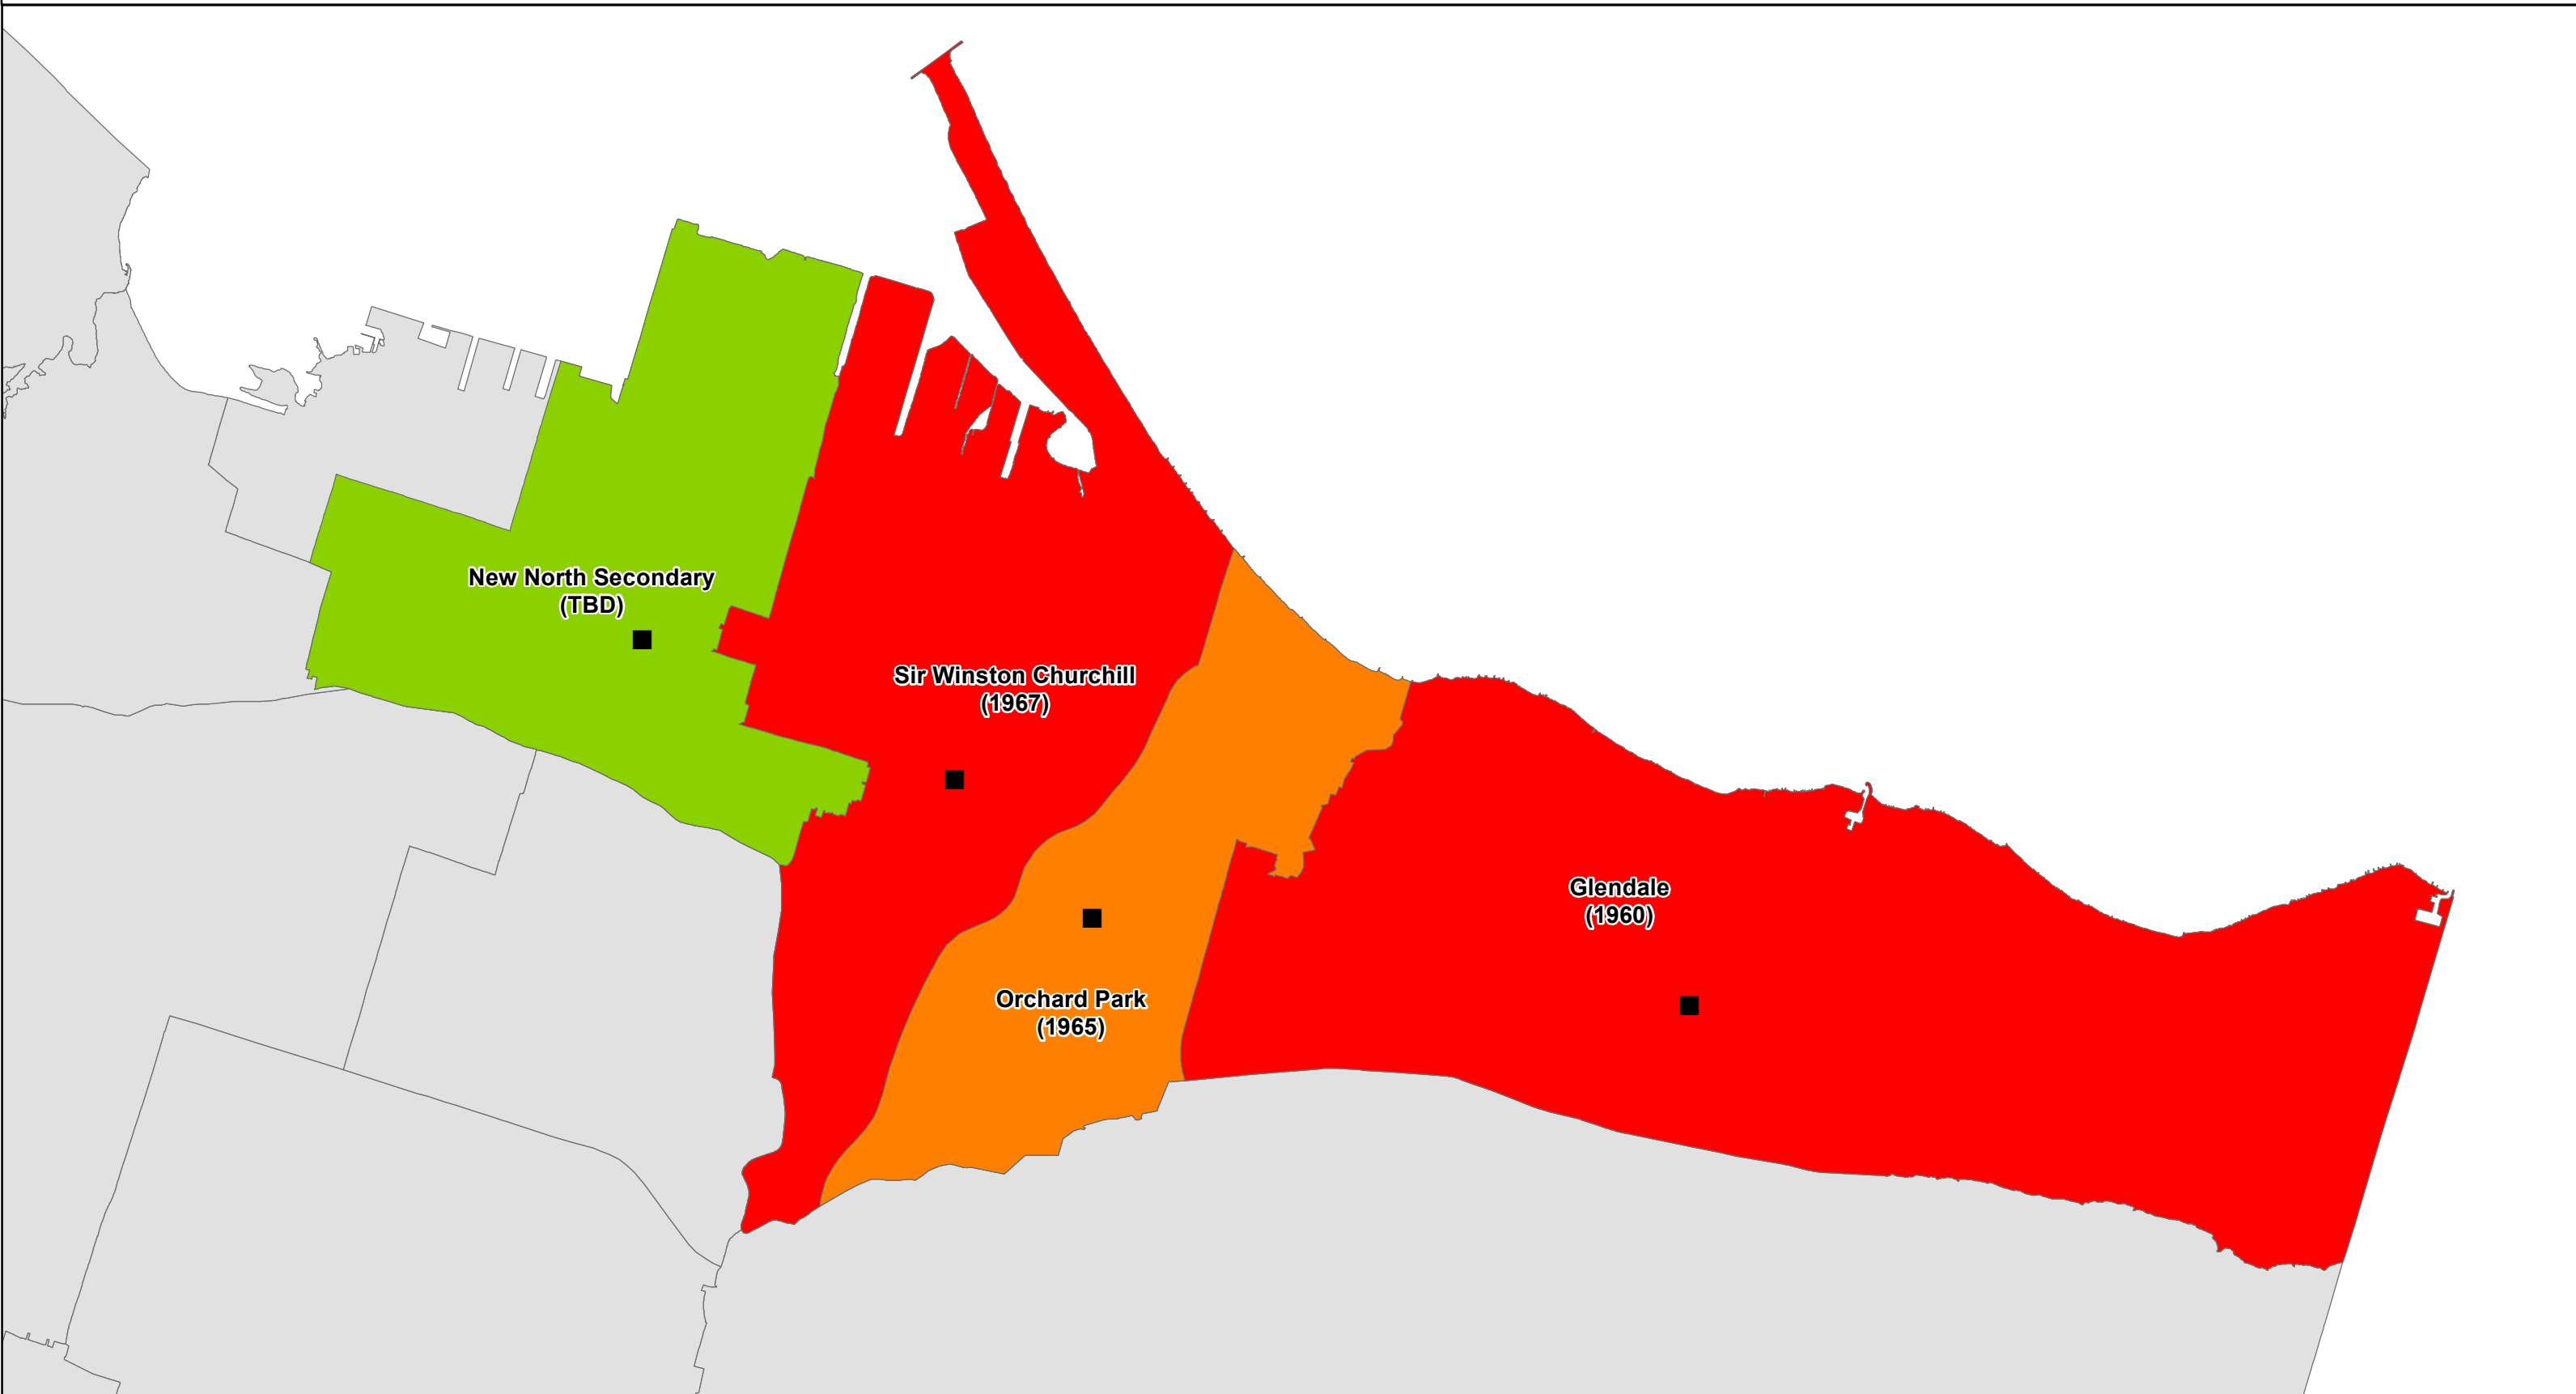 New North Secondary
(TBD)
Sir Winston Churchill
(1967)
Glendale
(1960)
Orchard Park
(1965)